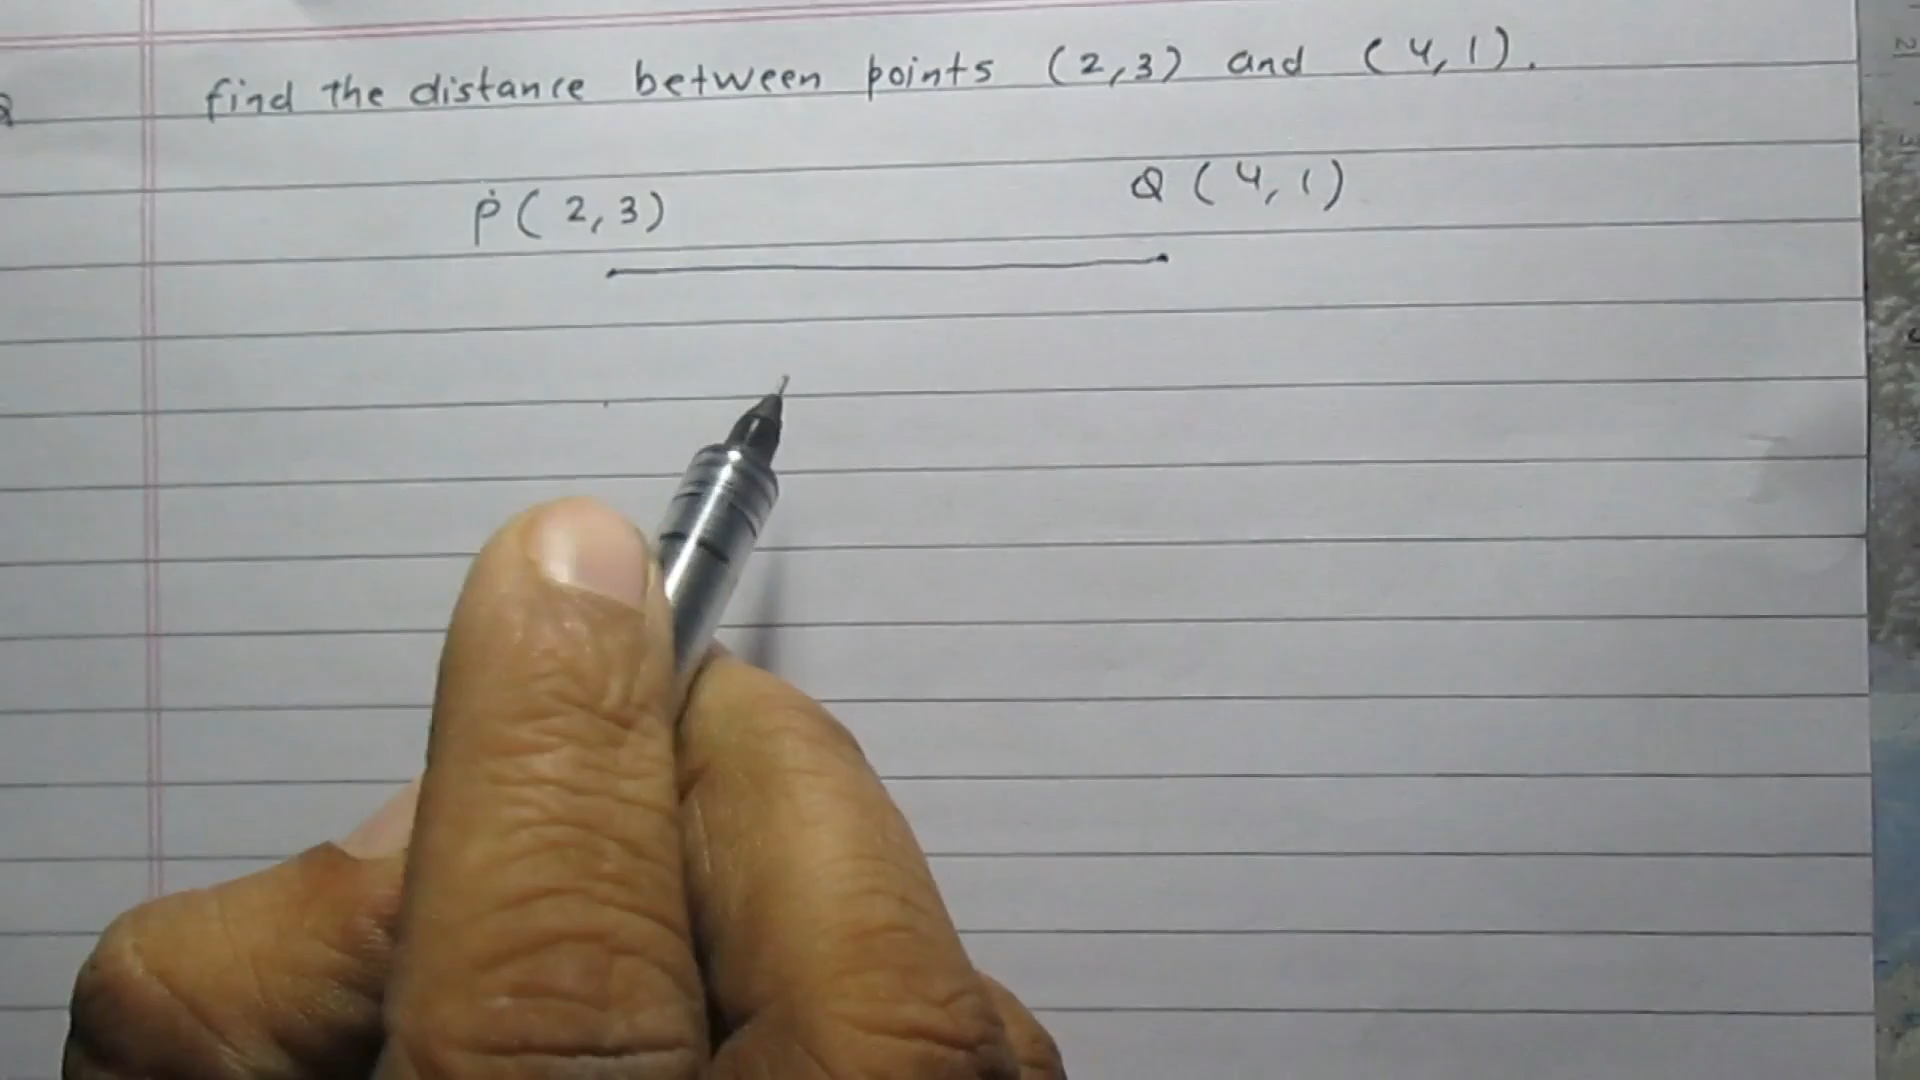 find the distance between points (2,3) and (4,1).
P(2,3) Q(4,1)